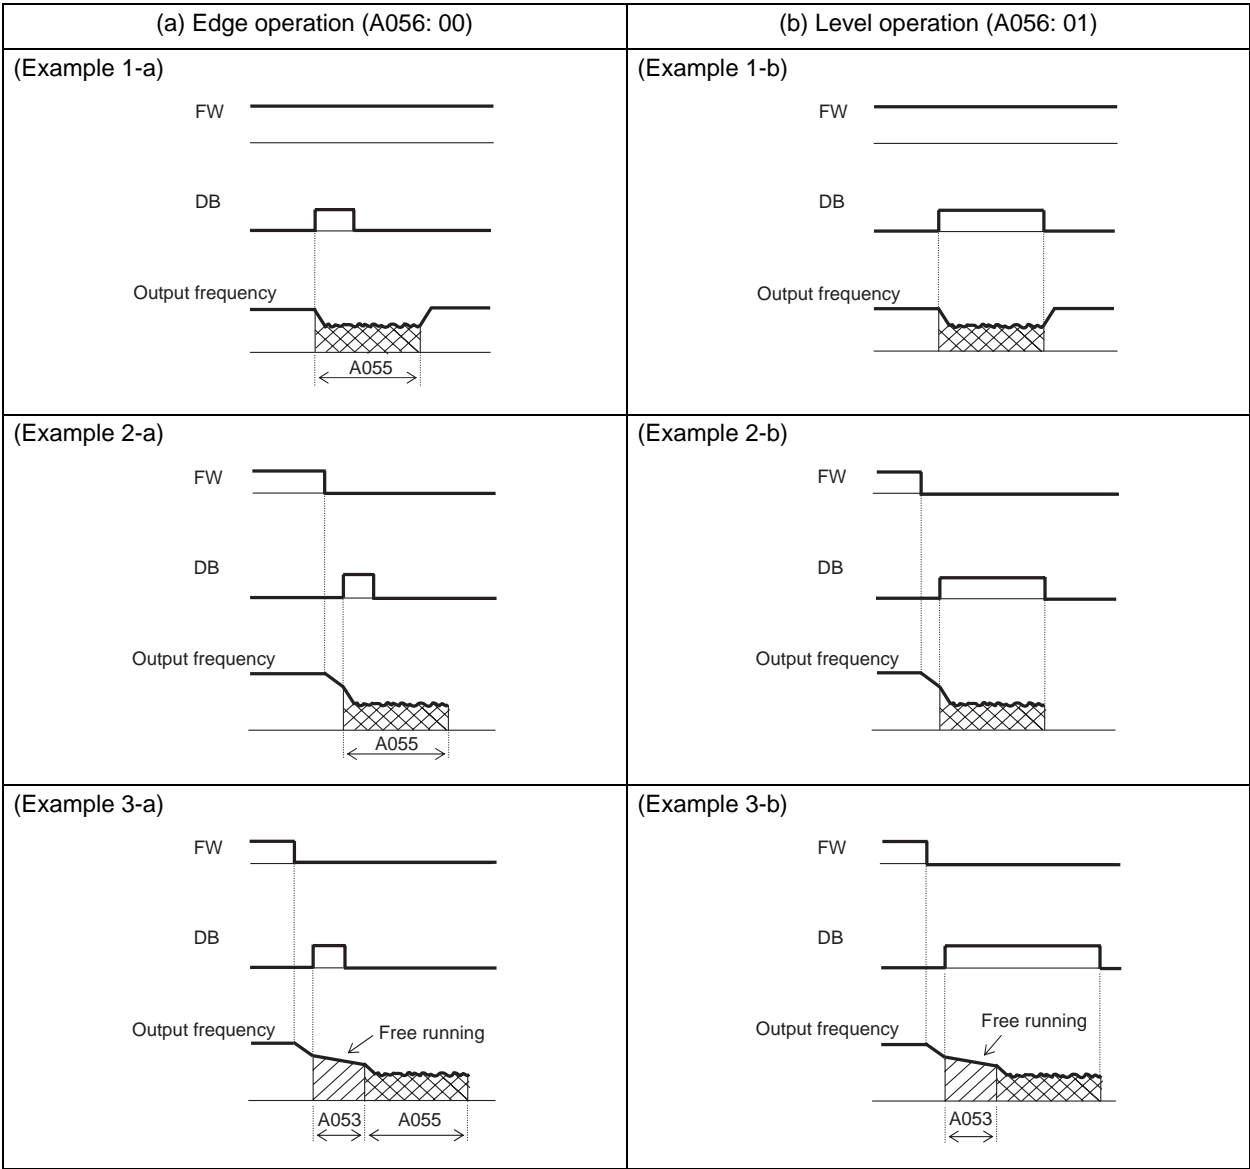 (a) Edge operation (A056: 00)
(b) Level operation (A056: 01)
(Example 1-a)
FW
DB
Output frequency
A055
(Example 1-b)
FW
DB
Output frequency
(Example 2-a)
FW
DB
Output frequency
A055
(Example 2-b)
FW
DB
Output frequency
(Example 3-a)
FW
DB
Output frequency
Free running
A053
A055
(Example 3-b)
FW
DB
Output frequency
Free running
A053